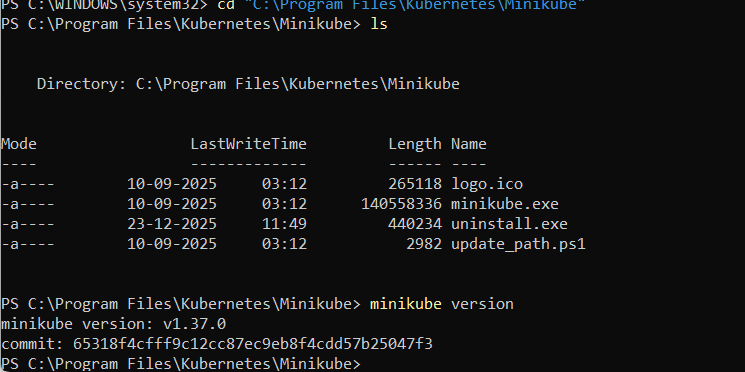 PS C:\WINDOWS\system32> cd "C:\Program Files\Kubernetes\Minikube"
PS C:\Program Files\Kubernetes\Minikube> ls
Directory: C:\Program Files\Kubernetes\Minikube
Mode                LastWriteTime         Length Name
----                -------------         ------ ----
-a----        10-09-2025     03:12         265118 logo.ico
-a----        10-09-2025     03:12      140558336 minikube.exe
-a----        23-12-2025     11:49         440234 uninstall.exe
-a----        10-09-2025     03:12           2982 update_path.ps1
PS C:\Program Files\Kubernetes\Minikube> minikube version
minikube version: v1.37.0
commit: 65318f4cfff9c12cc87ec9eb8f4cdd57b25047f3
PS C:\Program Files\Kubernetes\Minikube>